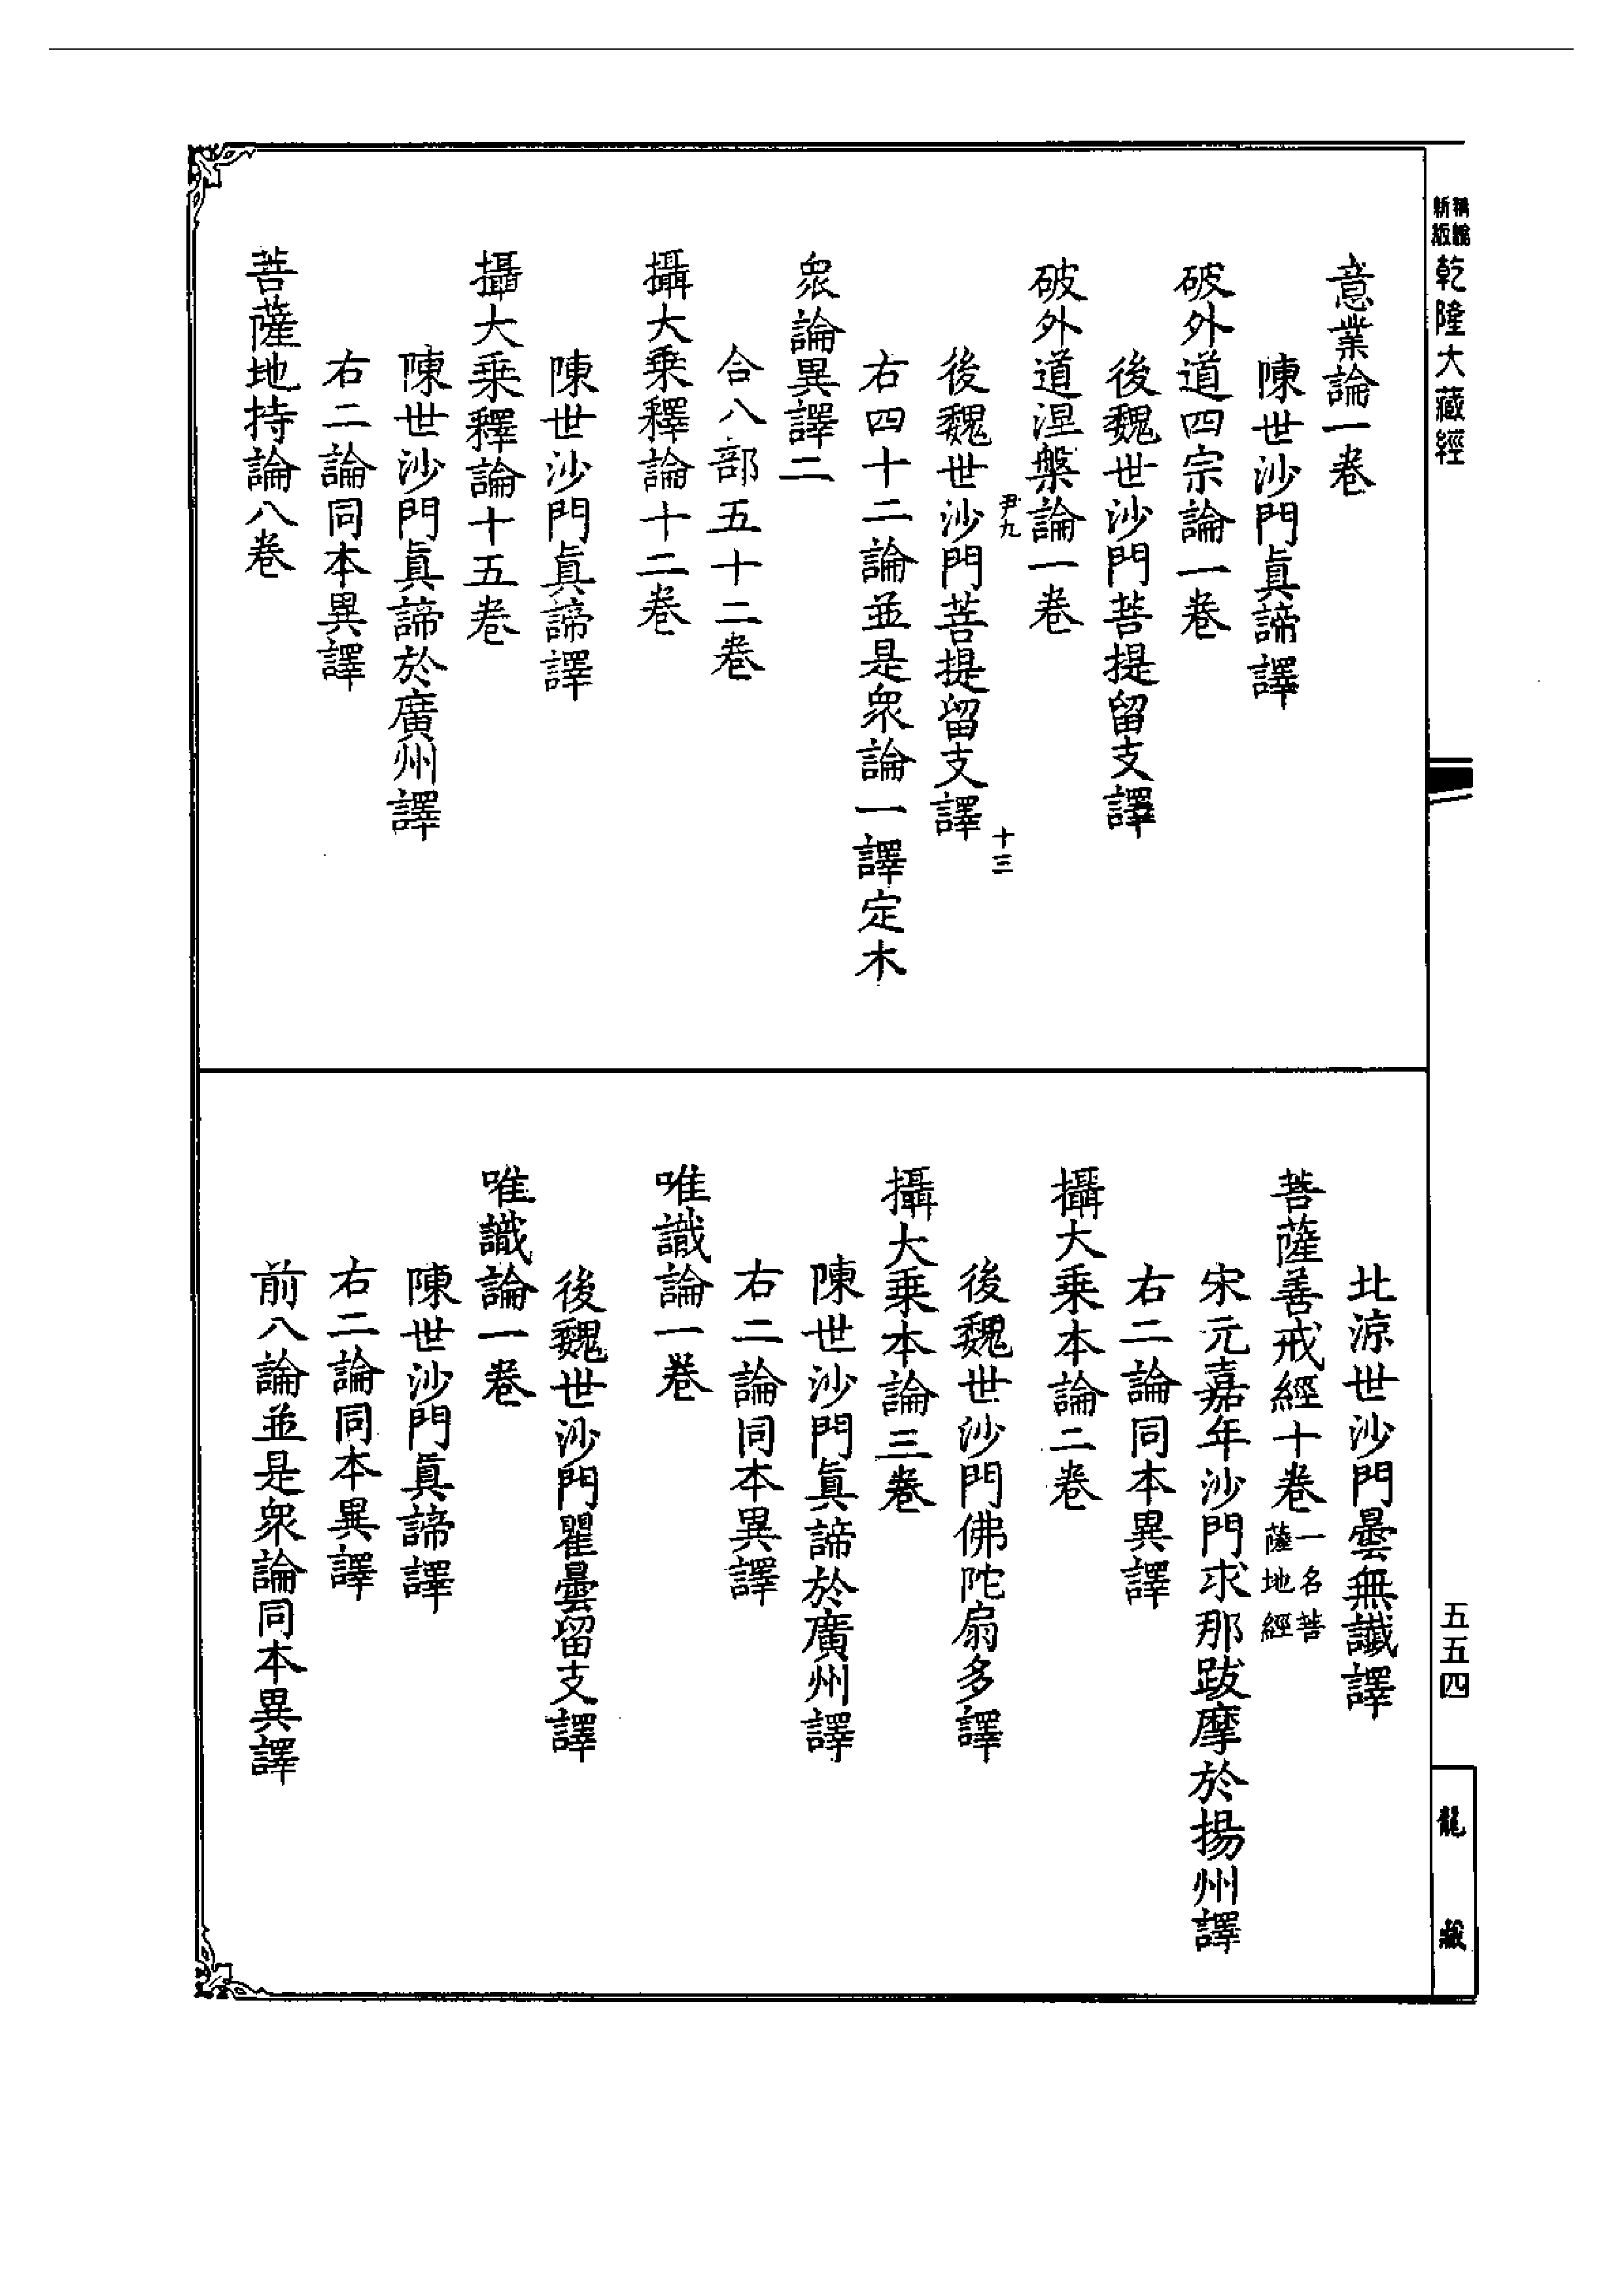 新版 乾隆大藏經
意業論一卷
陳世沙門眞諦譯
破外道四宗論一卷
後魏世沙門菩提留支譯
破外道涅槃論一卷
尹九 十三
後魏世沙門菩提留支譯
右四十二論並是衆論一譯定木
衆論異譯二
合八部五十二卷
攝大乘釋論十二卷
陳世沙門眞諦譯
攝大乘釋論十五卷
陳世沙門眞諦於廣州譯
右二論同本異譯
菩薩地持論八卷
北涼世沙門曇無讖譯
菩薩善戒經十卷一名菩薩地經
宋元嘉年沙門求那跋摩於揚州譯
右二論同本異譯
攝大乘本論二卷
後魏世沙門佛陀扇多譯
攝大乘本論三卷
陳世沙門眞諦於廣州譯
右二論同本異譯
唯識論一卷
後魏世沙門瞿曇留支譯
唯識論一卷
陳世沙門眞諦譯
右二論同本異譯
前八論並是衆論同本異譯
五五四
龍藏